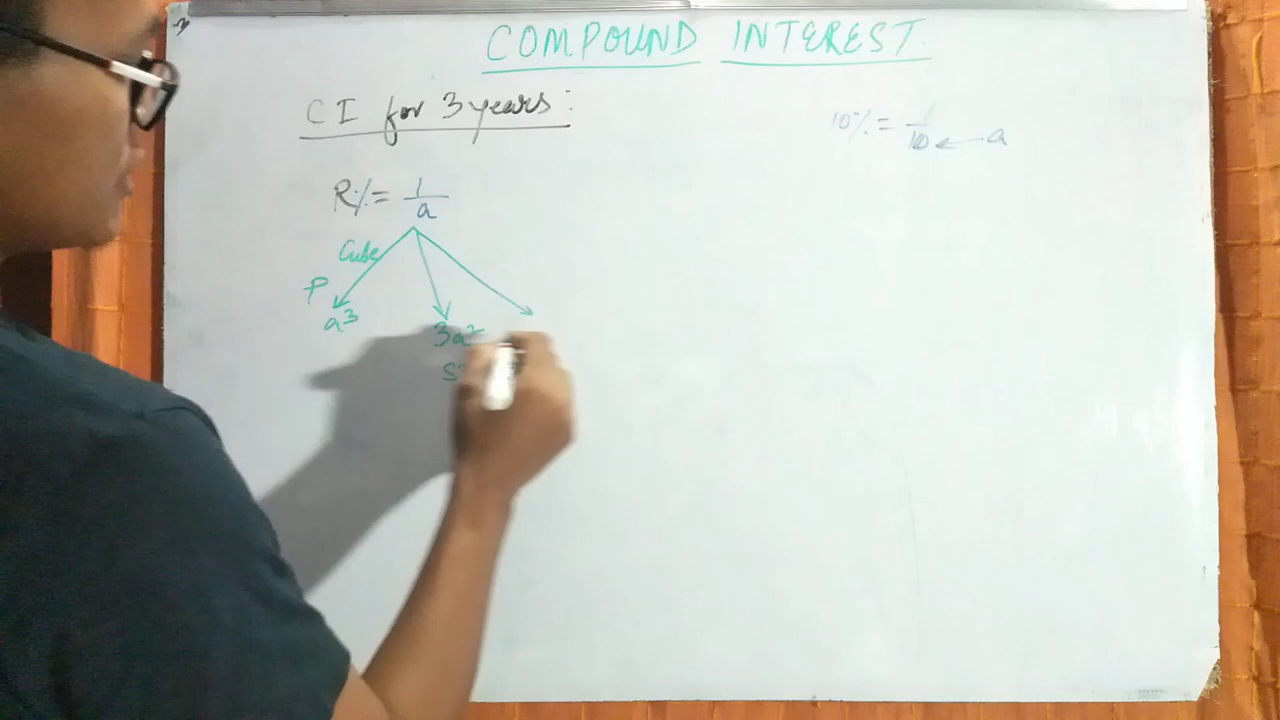 COMPOUND INTEREST.
CI for 3 years:
10% = 1/10 ← a
R% = 1/a
Cube
P
a³
3a²
S